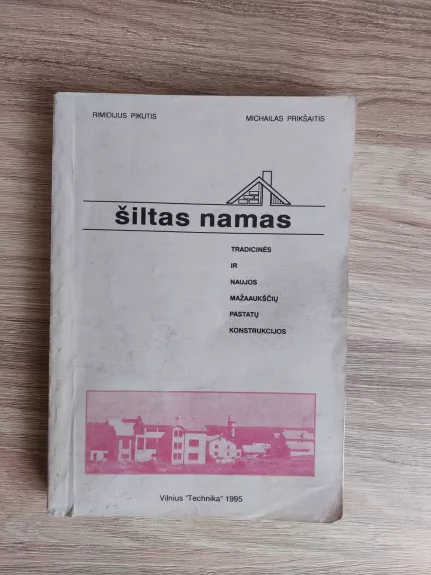 RIMIDIJUS PIKUTIS MICHAILAS PRIKŠAITIS
šiltas namas
TRADICINĖS
IR
NAUJOS
MAŽAAUKŠČIŲ
PASTATŲ
KONSTRUKCIJOS
Vilnius "Technika" 1995